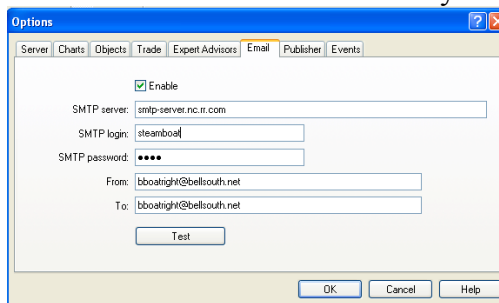 Options
Server Charts Objects Trade Expert Advisors Email Publisher Events
Enable
SMTP server: smtp-server.nc.rr.com
SMTP login: steamboat
SMTP password: ●●●●
From: bboatright@bellsouth.net
To: bboatright@bellsouth.net
Test
OK Cancel Help